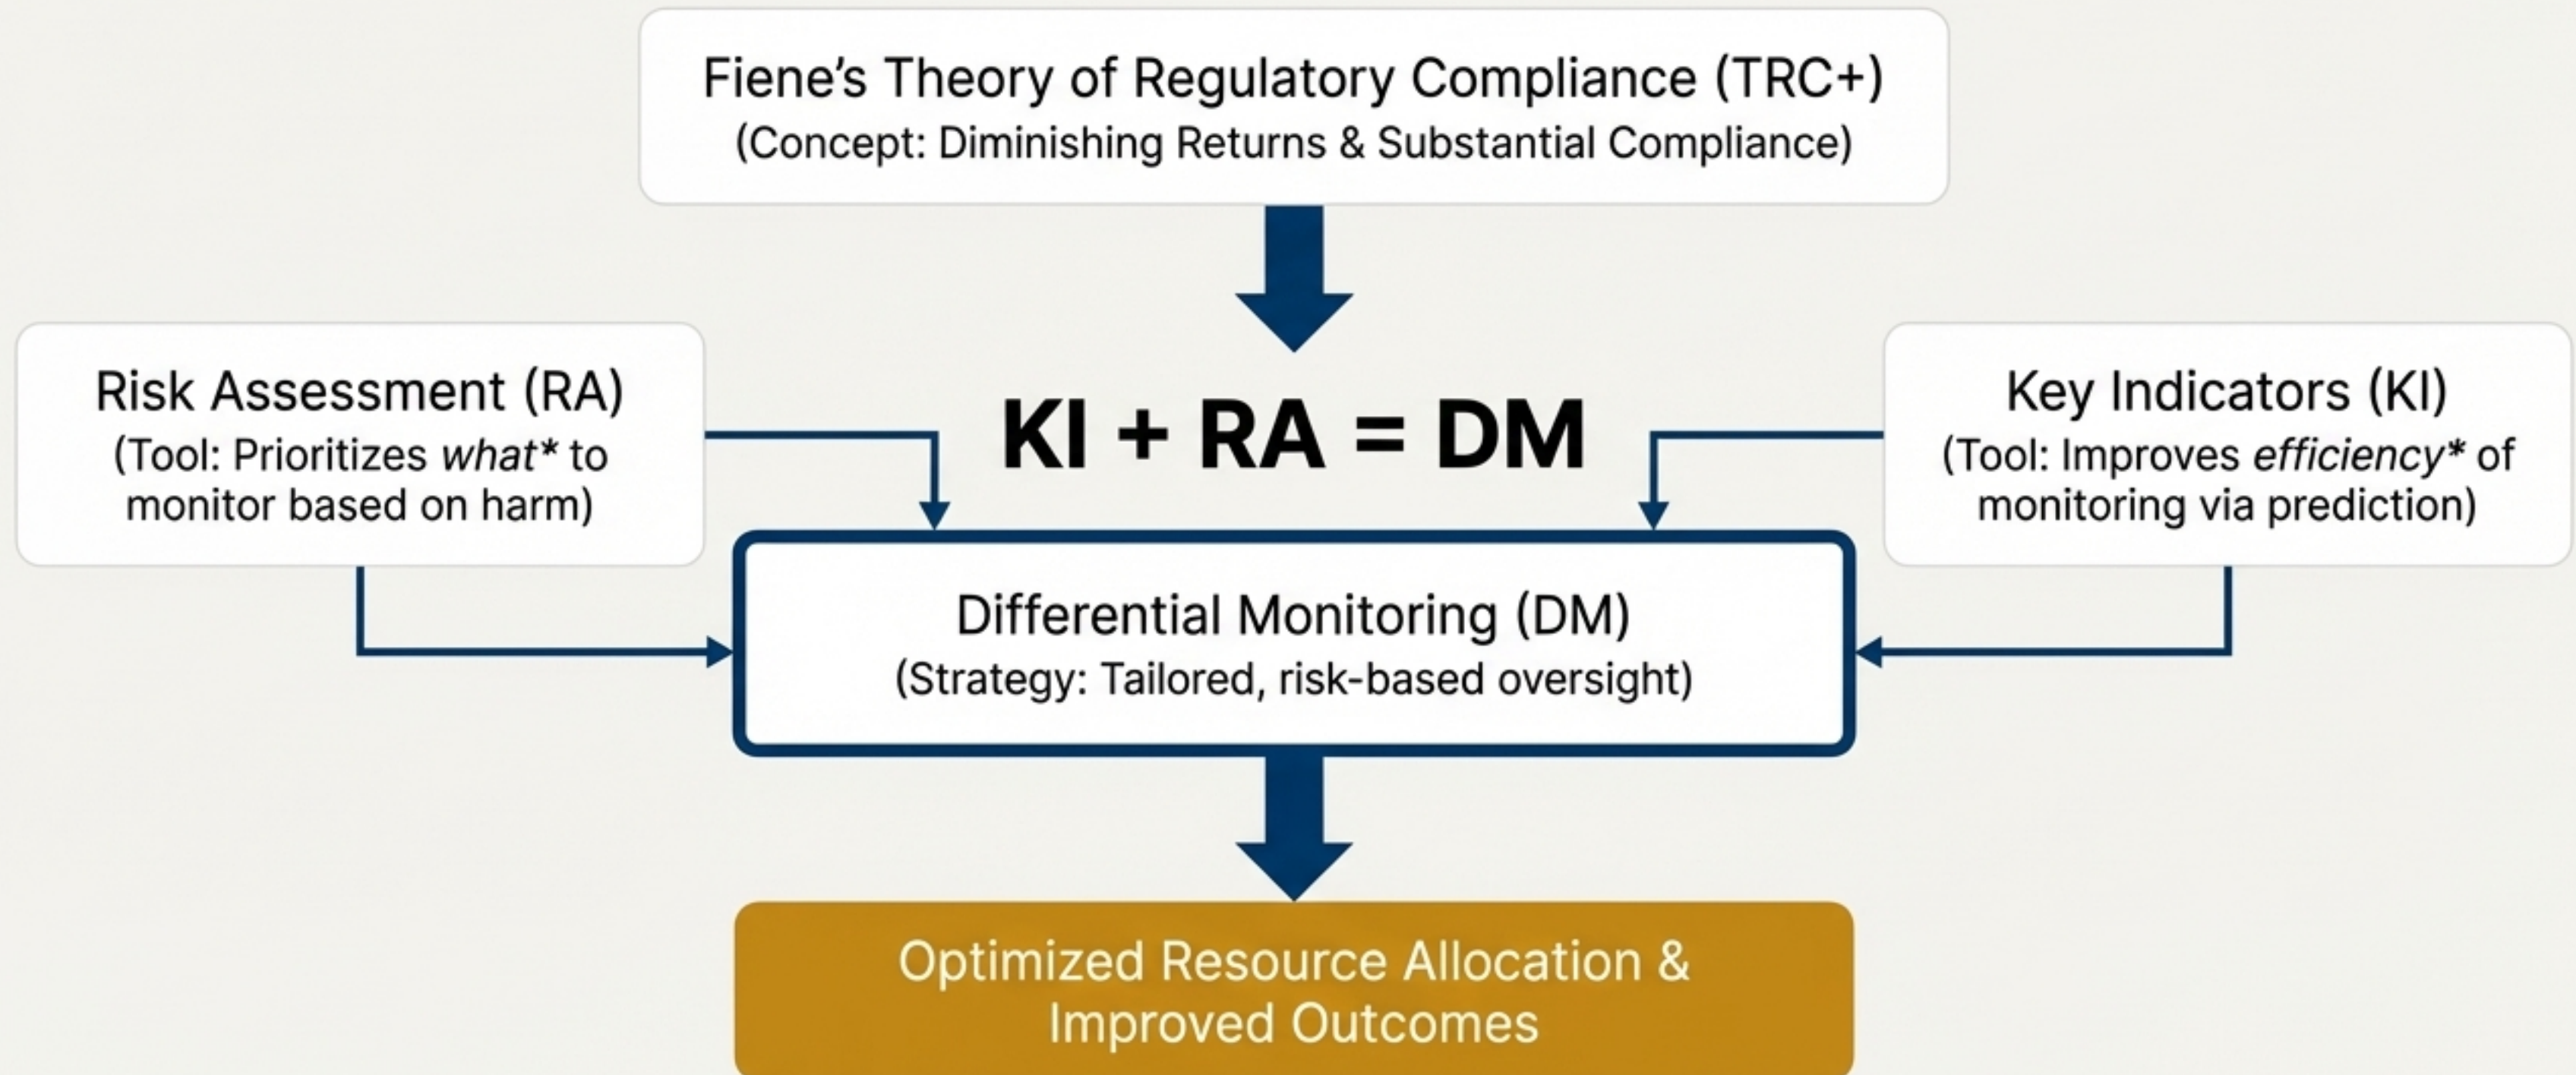 Fiene’s Theory of Regulatory Compliance (TRC+)
(Concept: Diminishing Returns & Substantial Compliance)
Risk Assessment (RA)
(Tool: Prioritizes what* to
monitor based on harm)
KI + RA = DM
Key Indicators (KI)
(Tool: Improves efficiency* of
monitoring via prediction)
Differential Monitoring (DM)
(Strategy: Tailored, risk-based oversight)
Optimized Resource Allocation &
Improved Outcomes